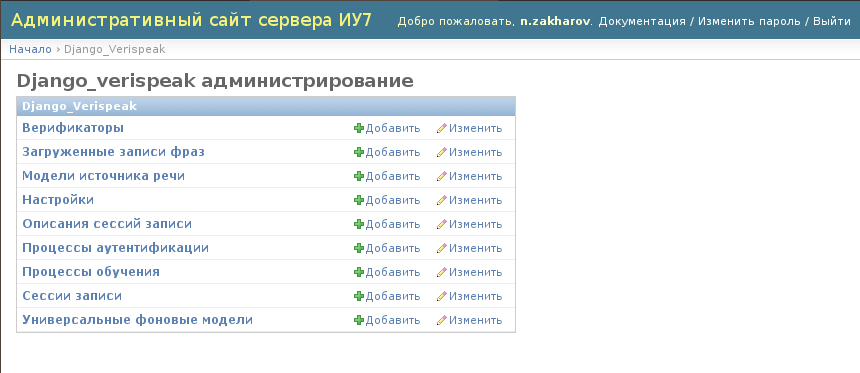 Административный сайт сервера ИУ7 Добро пожаловать, n.zakharov. Документация / Изменить пароль / Выйти
Начало › Django_Verispeak
Django_verispeak администрирование
Django_Verispeak
Верификаторы Добавить Изменить
Загруженные записи фраз Добавить Изменить
Модели источника речи Добавить Изменить
Настройки Добавить Изменить
Описания сессий записи Добавить Изменить
Процессы аутентификации Добавить Изменить
Процессы обучения Добавить Изменить
Сессии записи Добавить Изменить
Универсальные фоновые модели Добавить Изменить